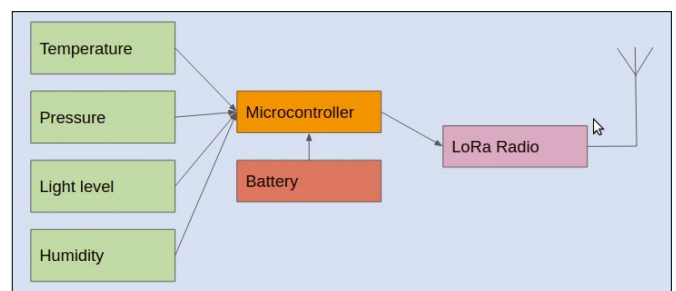 Temperature
Pressure
Light level
Humidity
Microcontroller
Battery
LoRa Radio